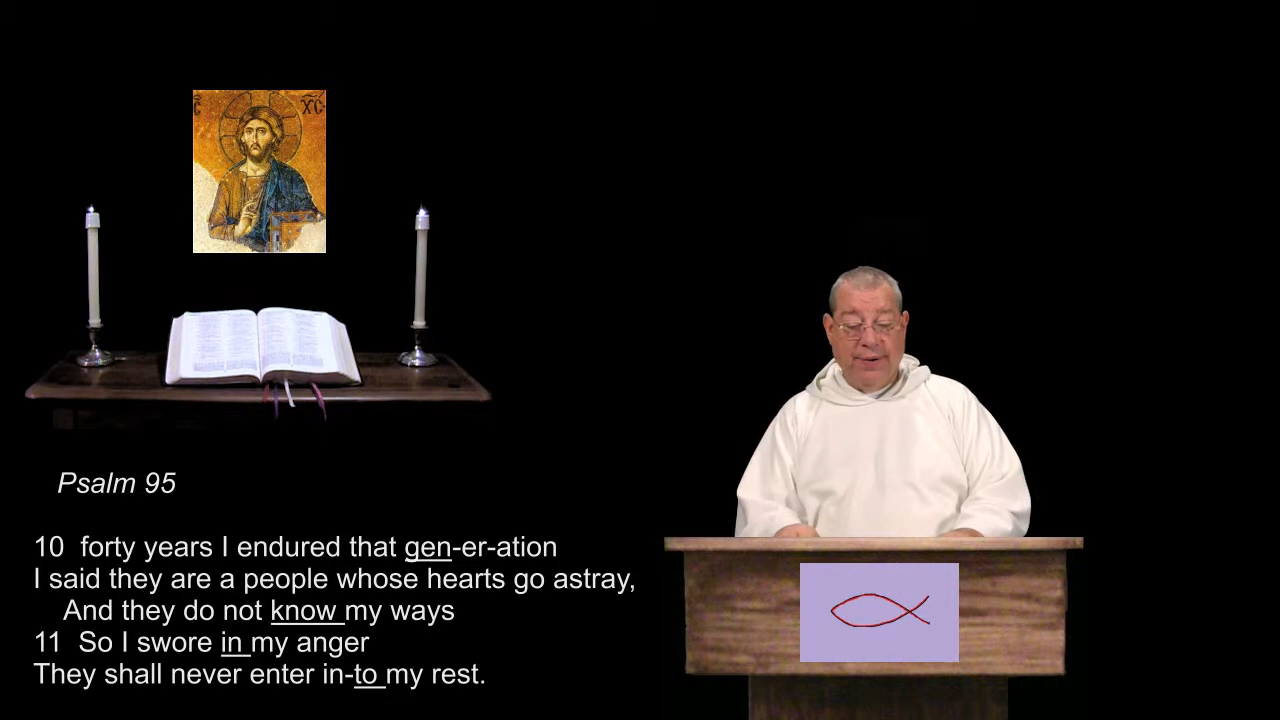 XC
Psalm 95
10 forty years I endured that gen-er-ation
I said they are a people whose hearts go astray,
And they do not know my ways
11 So I swore in my anger
They shall never enter in-to my rest.